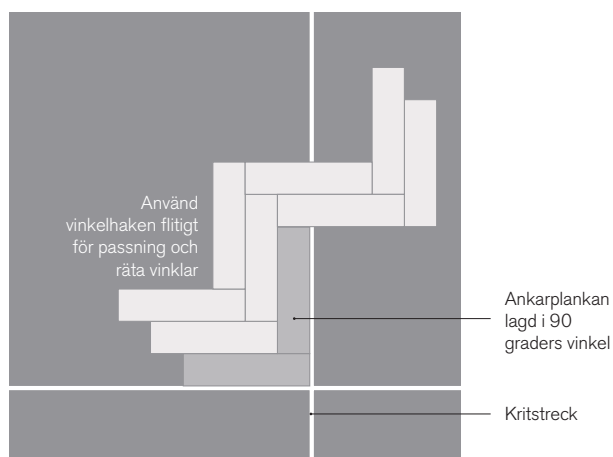 Använd
vinkelhaken flitigt
för passning och
räta vinklar
Ankarplankan
lagd i 90
graders vinkel
Kritstreck